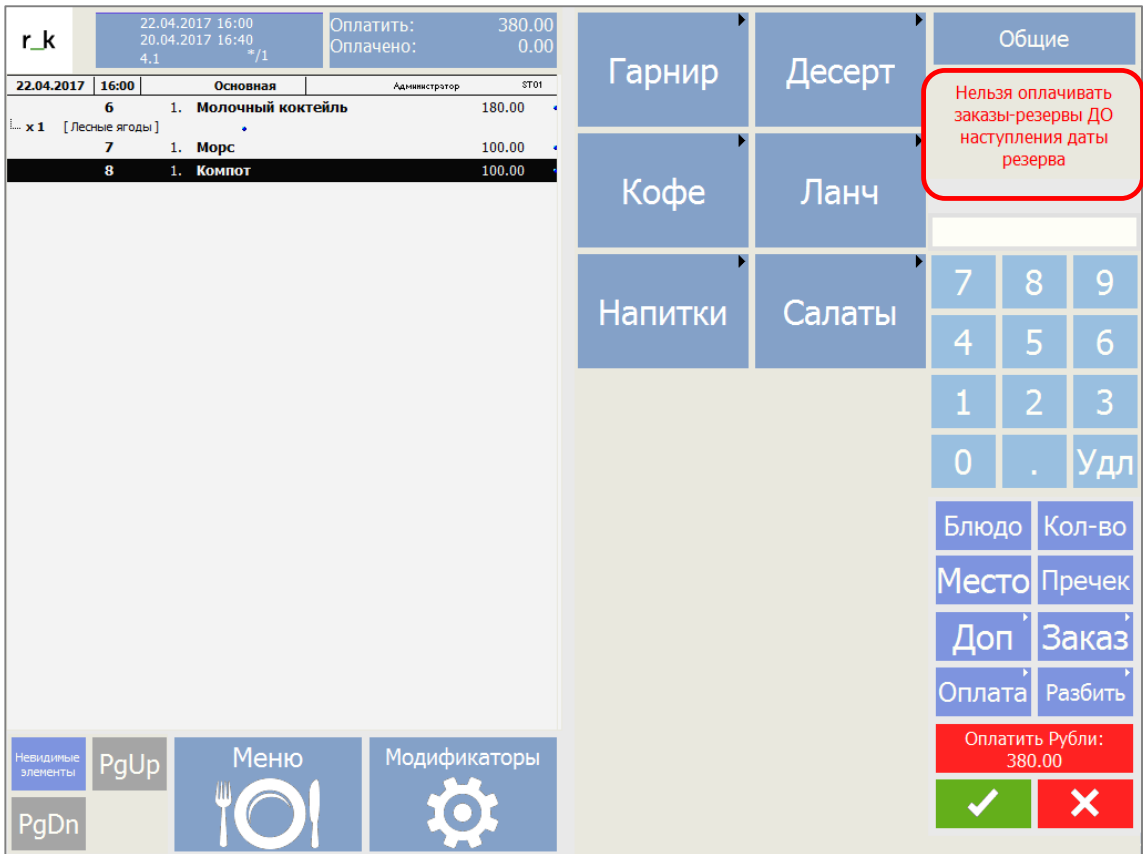 r_k
22.04.2017 16:00
20.04.2017 16:40
4.1 */1
Оплатить: 380.00
Оплачено: 0.00
22.04.2017 16:00 Основная Администратор ST01
6 1. Молочный коктейль 180.00
x 1 [Лесные ягоды]
7 1. Морс 100.00
8 1. Компот 100.00
Невидимые
элементы
PgUp
PgDn
Меню
Модификаторы
Гарнир Десерт
Кофе Ланч
Напитки Салаты
Общие
Нельзя оплачивать
заказы-резервы ДО
наступления даты
резерва
7 8 9
4 5 6
1 2 3
0 . Удл
Блюдо Кол-во
Место Пречек
Доп Заказ
Оплата Разбить
Оплатить Рубли:
380.00